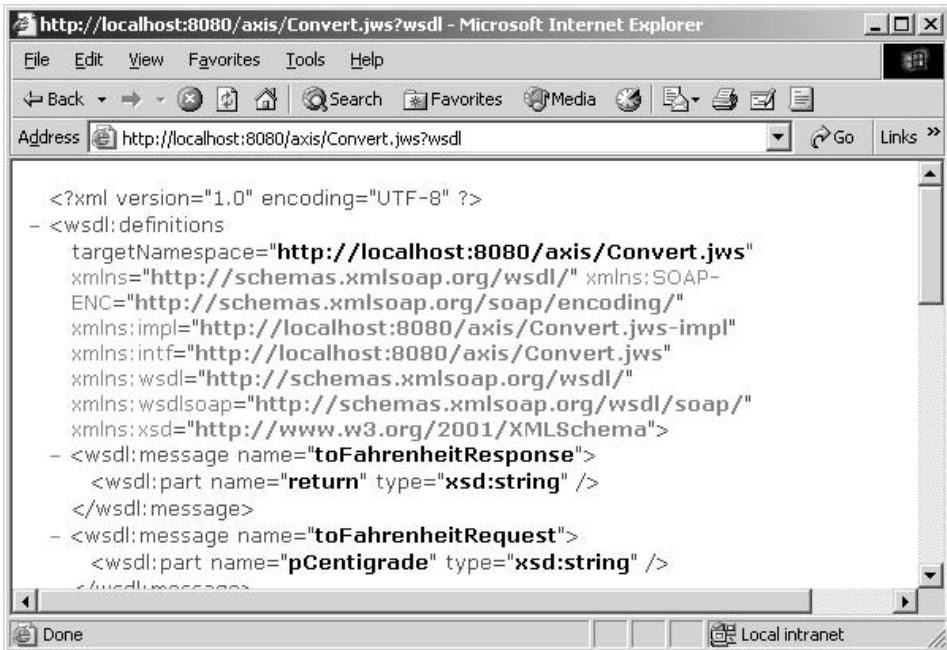 http://localhost:8080/axis/Convert.jws?wsdl - Microsoft Internet Explorer
File Edit View Favorites Tools Help
Back Search Favorites Media
Address http://localhost:8080/axis/Convert.jws?wsdl Go Links »
<?xml version="1.0" encoding="UTF-8" ?>
- <wsdl:definitions
targetNamespace="http://localhost:8080/axis/Convert.jws"
xmlns="http://schemas.xmlsoap.org/wsdl/" xmlns:SOAP-
ENC="http://schemas.xmlsoap.org/soap/encoding/"
xmlns:impl="http://localhost:8080/axis/Convert.jws-impl"
xmlns:intf="http://localhost:8080/axis/Convert.jws"
xmlns:wsdl="http://schemas.xmlsoap.org/wsdl/"
xmlns:wsdlsoap="http://schemas.xmlsoap.org/wsdl/soap/"
xmlns:xsd="http://www.w3.org/2001/XMLSchema">
- <wsdl:message name="toFahrenheitResponse">
<wsdl:part name="return" type="xsd:string" />
</wsdl:message>
- <wsdl:message name="toFahrenheitRequest">
<wsdl:part name="pCentigrade" type="xsd:string" />
</wsdl:message>
Done Local intranet